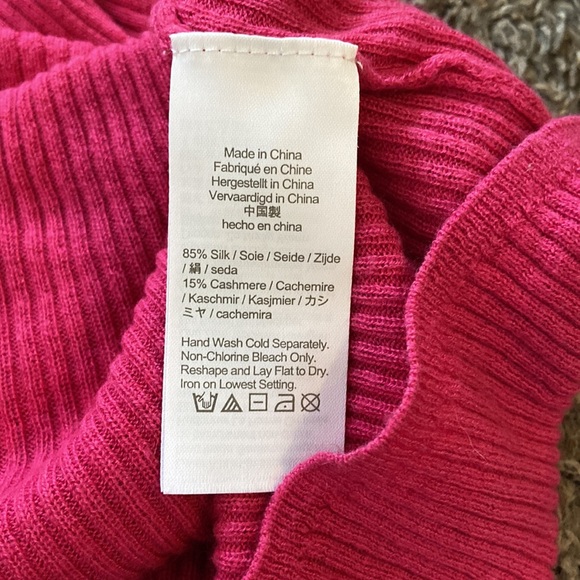 Made in China
Fabriqué en Chine
Hergestellt in China
Vervaardigd in China
中国製
hecho en china
85% Silk / Soie / Seide / Zijde
/ 絹 / seda
15% Cashmere / Cachemire
/ Kaschmir / Kasjmier / カシ
ミヤ / cachemira
Hand Wash Cold Separately.
Non-Chlorine Bleach Only.
Reshape and Lay Flat to Dry.
Iron on Lowest Setting.